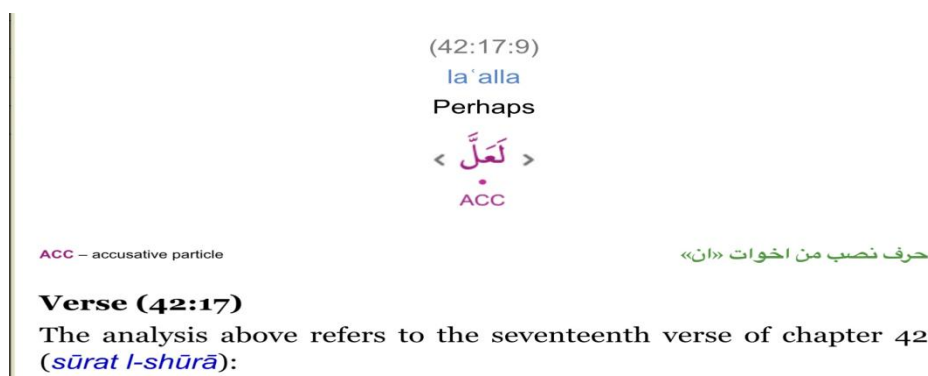 (42:17:9)
laʿalla
Perhaps
لَعَلَّ
ACC
ACC – accusative particle
حرف نصب من اخوات «ان»
Verse (42:17)
The analysis above refers to the seventeenth verse of chapter 42
(sūrat l-shūrā):